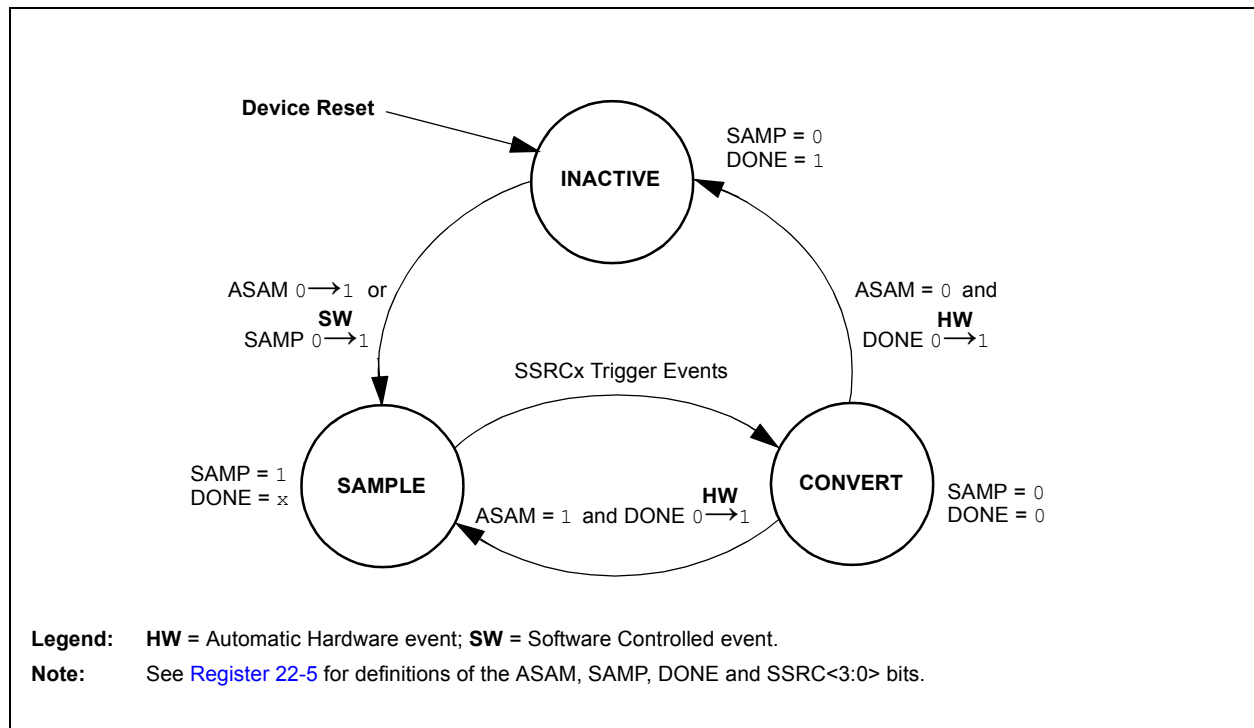 Device Reset
SAMP = 0
DONE = 1
INACTIVE
ASAM 0→1 or
SW
SAMP 0→1
ASAM = 0 and
HW
DONE 0→1
SSRCx Trigger Events
SAMP = 1
DONE = x
SAMPLE
CONVERT
SAMP = 0
DONE = 0
HW
ASAM = 1 and DONE 0→1
Legend: HW = Automatic Hardware event; SW = Software Controlled event.
Note: See Register 22-5 for definitions of the ASAM, SAMP, DONE and SSRC<3:0> bits.